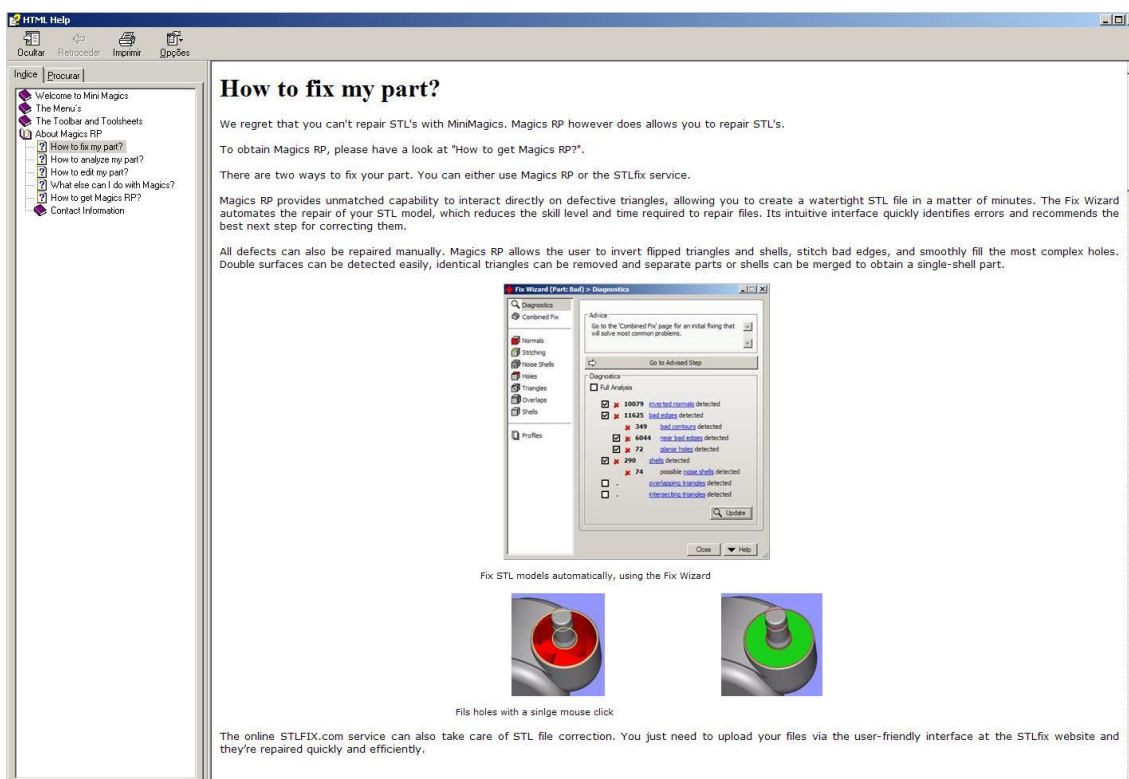 HTML Help
Ocultar Retroceder Imprimir Opções
Índice Procurar
Welcome to Mini Magics
The Menu's
The Toolbar and Toolsheets
About Magics RP
How to fix my part?
How to analyze my part?
How to edit my part?
What else can I do with Magics?
How to get Magics RP?
Contact Information
How to fix my part?
We regret that you can't repair STL's with MiniMagics. Magics RP however does allows you to repair STL's.
To obtain Magics RP, please have a look at "How to get Magics RP?".
There are two ways to fix your part. You can either use Magics RP or the STLfix service.
Magics RP provides unmatched capability to interact directly on defective triangles, allowing you to create a watertight STL file in a matter of minutes. The Fix Wizard
automates the repair of your STL model, which reduces the skill level and time required to repair files. Its intuitive interface quickly identifies errors and recommends the
best next step for correcting them.
All defects can also be repaired manually. Magics RP allows the user to invert flipped triangles and shells, stitch bad edges, and smoothly fill the most complex holes.
Double surfaces can be detected easily, identical triangles can be removed and separate parts or shells can be merged to obtain a single-shell part.
Fix Wizard (Part: Bad) > Diagnostics
Diagnostics
Combined Fix
Normals
Stitching
Noise Shells
Holes
Triangles
Overlaps
Shells
Profiles
Advice
Go to the 'Combined Fix' page for an initial fixing that
will solve most common problems.
Go to Advised Step
Diagnostics
Full Analysis
10079 inverted normals detected
11625 bad edges detected
349 bad contours detected
6044 near bad edges detected
72 planar holes detected
290 shells detected
74 possible noise shells detected
. overlapping triangles detected
. intersecting triangles detected
Update
Close Help
Fix STL models automatically, using the Fix Wizard
Fils holes with a sinlge mouse click
The online STLFIX.com service can also take care of STL file correction. You just need to upload your files via the user-friendly interface at the STLfix website and
they're repaired quickly and efficiently.